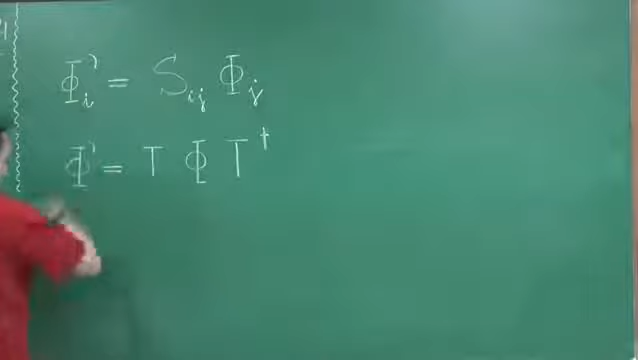 Φ'ᵢ = Sᵢⱼ Φⱼ
Φ' = T Φ T†